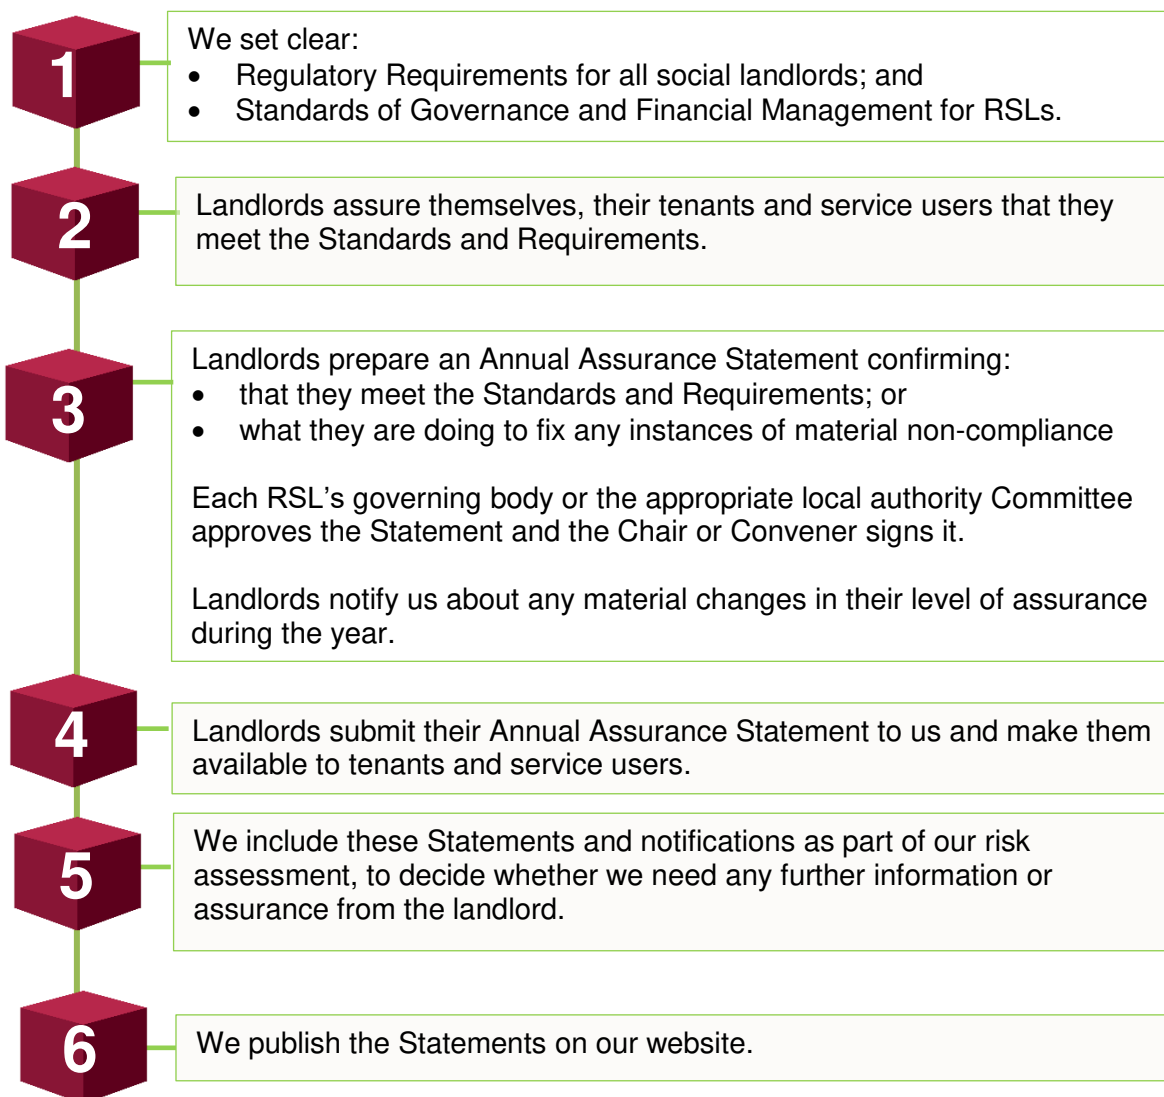 1
We set clear:
• Regulatory Requirements for all social landlords; and
• Standards of Governance and Financial Management for RSLs.
2
Landlords assure themselves, their tenants and service users that they
meet the Standards and Requirements.
3
Landlords prepare an Annual Assurance Statement confirming:
• that they meet the Standards and Requirements; or
• what they are doing to fix any instances of material non-compliance
Each RSL’s governing body or the appropriate local authority Committee
approves the Statement and the Chair or Convener signs it.
Landlords notify us about any material changes in their level of assurance
during the year.
4
Landlords submit their Annual Assurance Statement to us and make them
available to tenants and service users.
5
We include these Statements and notifications as part of our risk
assessment, to decide whether we need any further information or
assurance from the landlord.
6
We publish the Statements on our website.